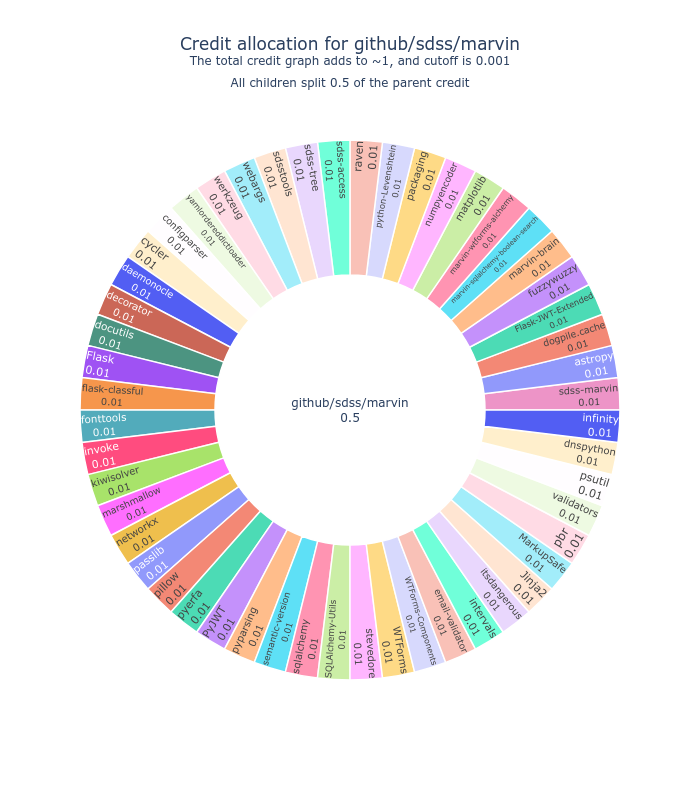 Credit allocation for github/sdss/marvin
The total credit graph adds to ~1, and cutoff is 0.001
All children split 0.5 of the parent credit
github/sdss/marvin
0.5
raven
0.01
python-Levenshtein
0.01
packaging
0.01
numpyencoder
0.01
matplotlib
0.01
marvin-wtforms-alchemy
0.01
marvin-sqlalchemy-boolean-search
0.01
marvin-brain
0.01
fuzzywuzzy
0.01
Flask-JWT-Extended
0.01
dogpile.cache
0.01
astropy
0.01
sdss-marvin
0.01
infinity
0.01
dnspython
0.01
psutil
0.01
validators
0.01
pbr
0.01
MarkupSafe
0.01
Jinja2
0.01
itsdangerous
0.01
intervals
0.01
email-validator
0.01
WTForms-Components
0.01
WTForms
0.01
stevedore
0.01
SQLAlchemy-Utils
0.01
sqlalchemy
0.01
semantic-version
0.01
pyparsing
0.01
PyJWT
0.01
pyerfa
0.01
pillow
0.01
passlib
0.01
networkx
0.01
marshmallow
0.01
kiwisolver
0.01
invoke
0.01
fonttools
0.01
flask-classful
0.01
Flask
0.01
docutils
0.01
decorator
0.01
daemonocle
0.01
cycler
0.01
configparser
0.01
yamlordereddictloader
0.01
werkzeug
0.01
webargs
0.01
sdsstools
0.01
sdss-tree
0.01
sdss-access
0.01